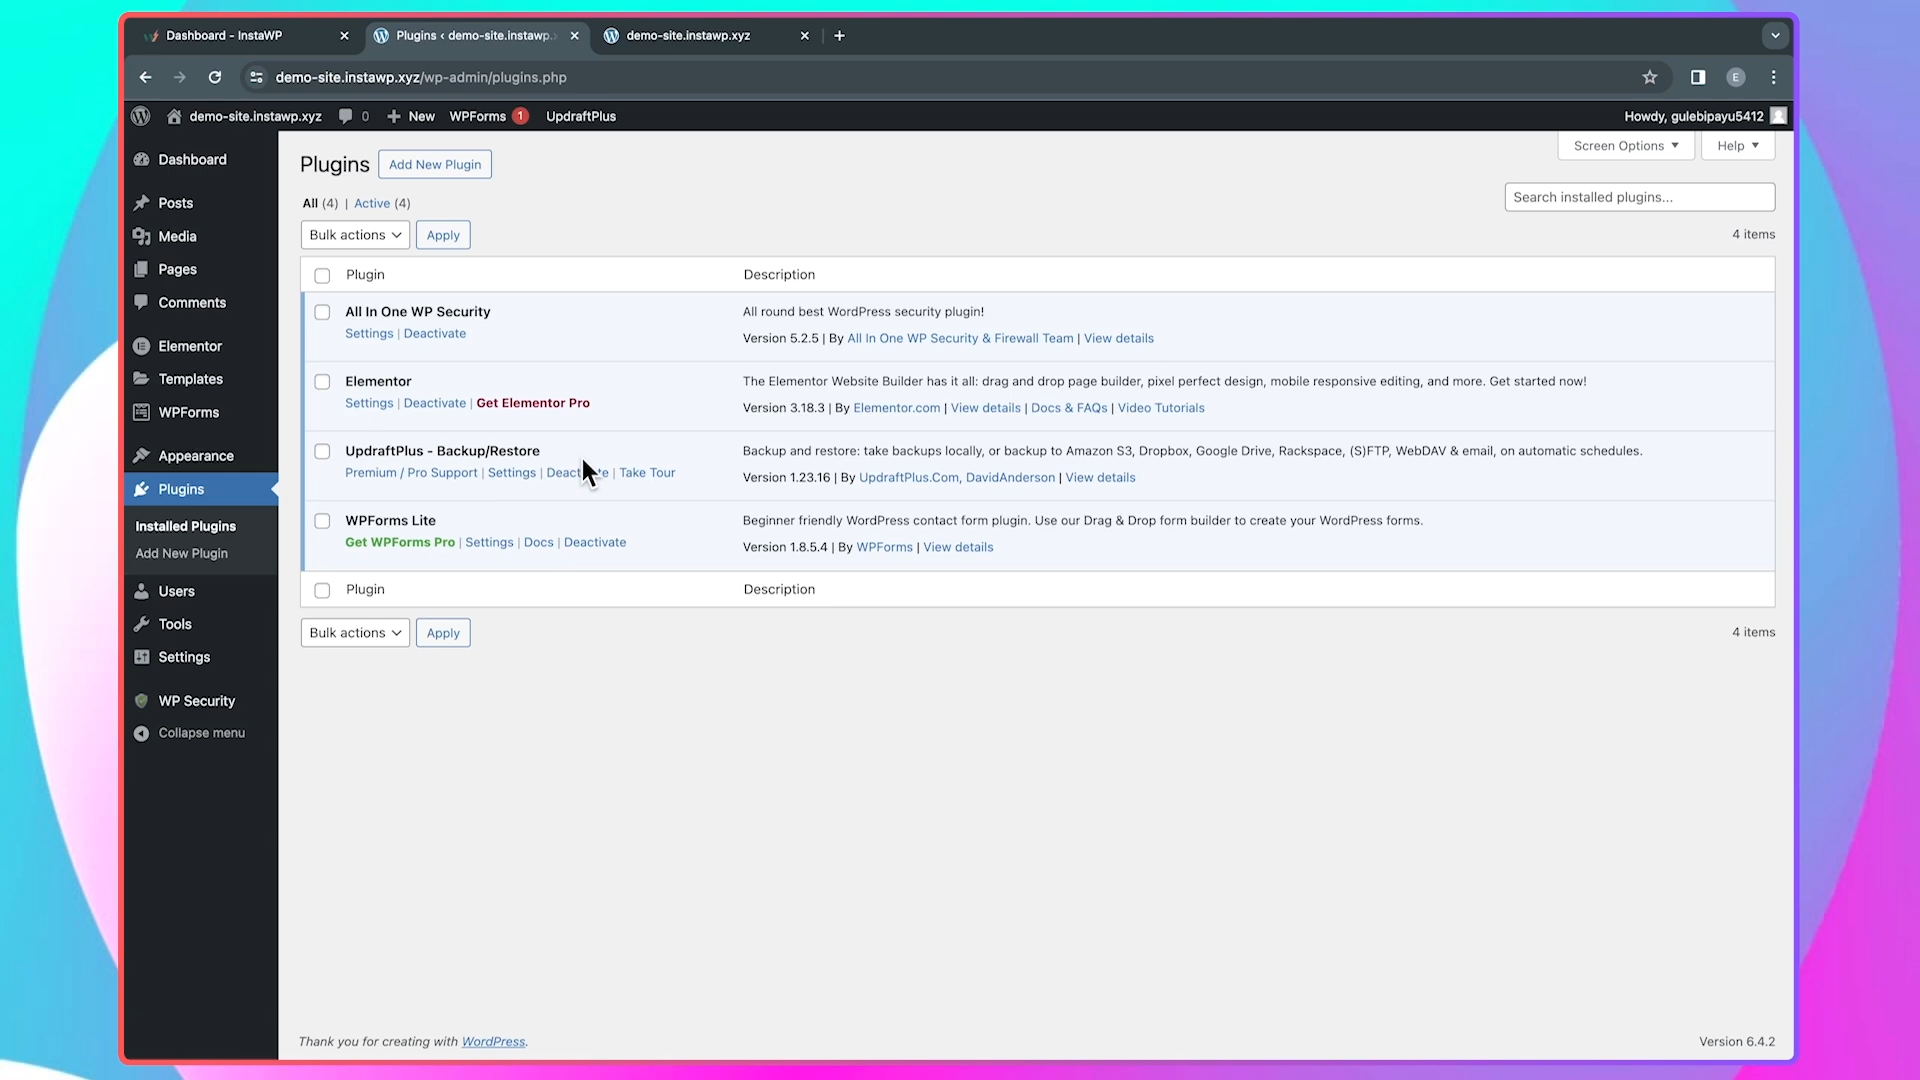 Dashboard - InstaWP
Plugins ‹ demo-site.instawp.
demo-site.instawp.xyz
demo-site.instawp.xyz/wp-admin/plugins.php
E
demo-site.instawp.xyz 0 New WPForms 1 UpdraftPlus
Howdy, gulebipayu5412
Dashboard
Posts
Media
Pages
Comments
Elementor
Templates
WPForms
Appearance
Plugins
Installed Plugins
Add New Plugin
Users
Tools
Settings
WP Security
Collapse menu
Screen Options Help
Plugins Add New Plugin
All (4) | Active (4)
Search installed plugins...
Bulk actions Apply
4 items
Plugin Description
All In One WP Security
Settings | Deactivate
All round best WordPress security plugin!
Version 5.2.5 | By All In One WP Security & Firewall Team | View details
Elementor
Settings | Deactivate | Get Elementor Pro
The Elementor Website Builder has it all: drag and drop page builder, pixel perfect design, mobile responsive editing, and more. Get started now!
Version 3.18.3 | By Elementor.com | View details | Docs & FAQs | Video Tutorials
UpdraftPlus - Backup/Restore
Premium / Pro Support | Settings | Deactivate | Take Tour
Backup and restore: take backups locally, or backup to Amazon S3, Dropbox, Google Drive, Rackspace, (S)FTP, WebDAV & email, on automatic schedules.
Version 1.23.16 | By UpdraftPlus.Com, DavidAnderson | View details
WPForms Lite
Get WPForms Pro | Settings | Docs | Deactivate
Beginner friendly WordPress contact form plugin. Use our Drag & Drop form builder to create your WordPress forms.
Version 1.8.5.4 | By WPForms | View details
Plugin Description
Bulk actions Apply
4 items
Thank you for creating with WordPress.
Version 6.4.2